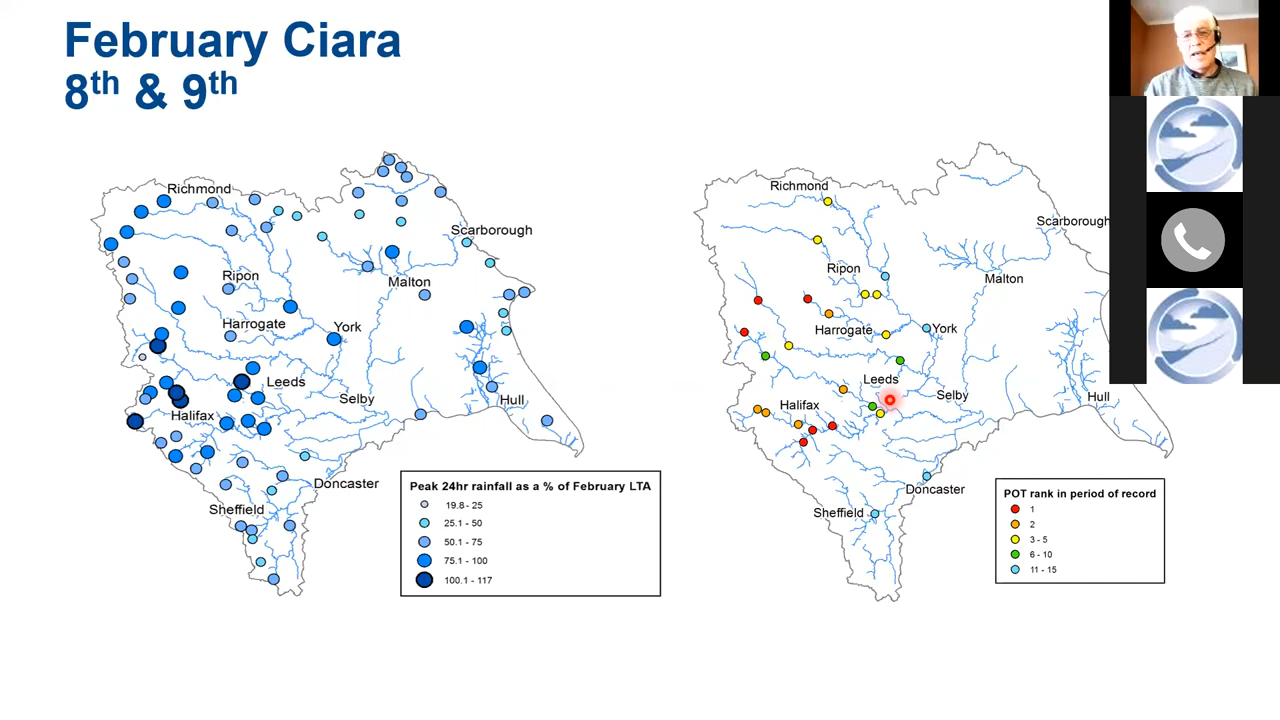 February Ciara
8th & 9th
Richmond
Scarborough
Ripon
Malton
Harrogate
York
Leeds
Selby
Halifax
Hull
Doncaster
Sheffield
Peak 24hr rainfall as a % of February LTA
19.8 - 25
25.1 - 50
50.1 - 75
75.1 - 100
100.1 - 117
Richmond
Scarborough
Ripon
Malton
Harrogate
York
Leeds
Selby
Halifax
Hull
Doncaster
Sheffield
POT rank in period of record
1
2
3 - 5
6 - 10
11 - 15